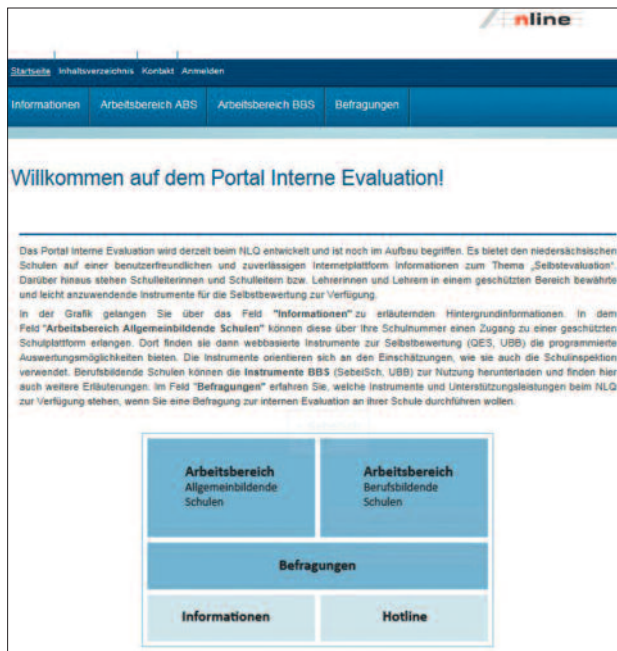 nline
Startseite Inhaltsverzeichnis Kontakt Anmelden
Informationen Arbeitsbereich ABS Arbeitsbereich BBS Befragungen
Willkommen auf dem Portal Interne Evaluation!
Das Portal Interne Evaluation wird derzeit beim NLQ entwickelt und ist noch im Aufbau begriffen. Es bietet den niedersächsischen
Schulen auf einer benutzerfreundlichen und zuverlässigen Internetplattform Informationen zum Thema „Selbstevaluation“.
Darüber hinaus stehen Schulleiterinnen und Schulleitern bzw. Lehrerinnen und Lehrern in einem geschützten Bereich bewährte
und leicht anzuwendende Instrumente für die Selbstbewertung zur Verfügung.
In der Grafik gelangen Sie über das Feld "Informationen" zu erläuternden Hintergrundinformationen. In dem
Feld "Arbeitsbereich Allgemeinbildende Schulen" können diese über ihre Schulnummer einen Zugang zu einer geschützten
Schulplattform erlangen. Dort finden sie dann webbasierte Instrumente zur Selbstbewertung (QES, UBB) die programmierte
Auswertungsmöglichkeiten bieten. Die Instrumente orientieren sich an den Einschätzungen, wie sie auch die Schulinspektion
verwendet. Berufsbildende Schulen können die Instrumente BBS (SebeiSch, UBB) zur Nutzung herunterladen und finden hier
auch weitere Erläuterungen. Im Feld "Befragungen" erfahren Sie, welche Instrumente und Unterstützungsleistungen beim NLQ
zur Verfügung stehen, wenn Sie eine Befragung zur internen Evaluation an ihrer Schule durchführen wollen.
Arbeitsbereich
Allgemeinbildende
Schulen
Arbeitsbereich
Berufsbildende
Schulen
Befragungen
Informationen Hotline